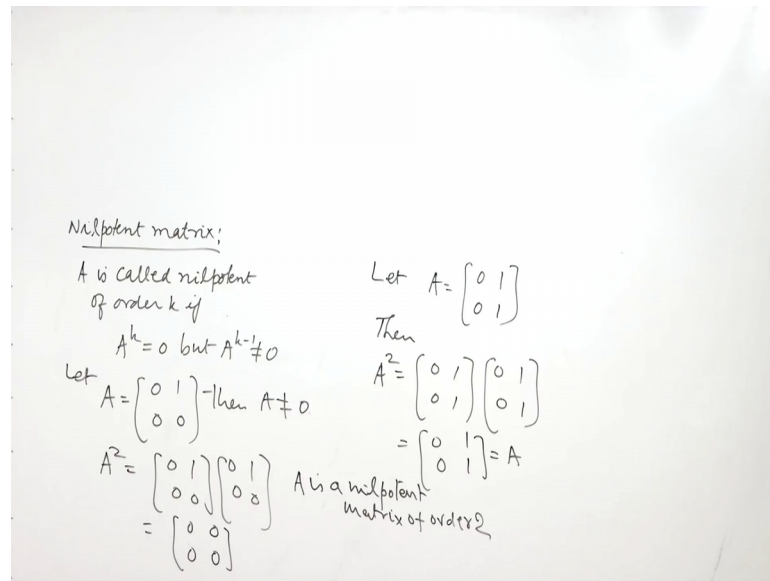 Nilpotent matrix:
A is called nilpotent
of order k if
A^k = 0 but A^{k-1} ≠ 0
Let
A = [0 1; 0 0] then A ≠ 0
A^2 = [0 1; 0 0] [0 1; 0 0]
= [0 0; 0 0]
A is a nilpotent
matrix of order 2
Let A = [0 1; 0 1]
Then
A^2 = [0 1; 0 1] [0 1; 0 1]
= [0 1; 0 1] = A